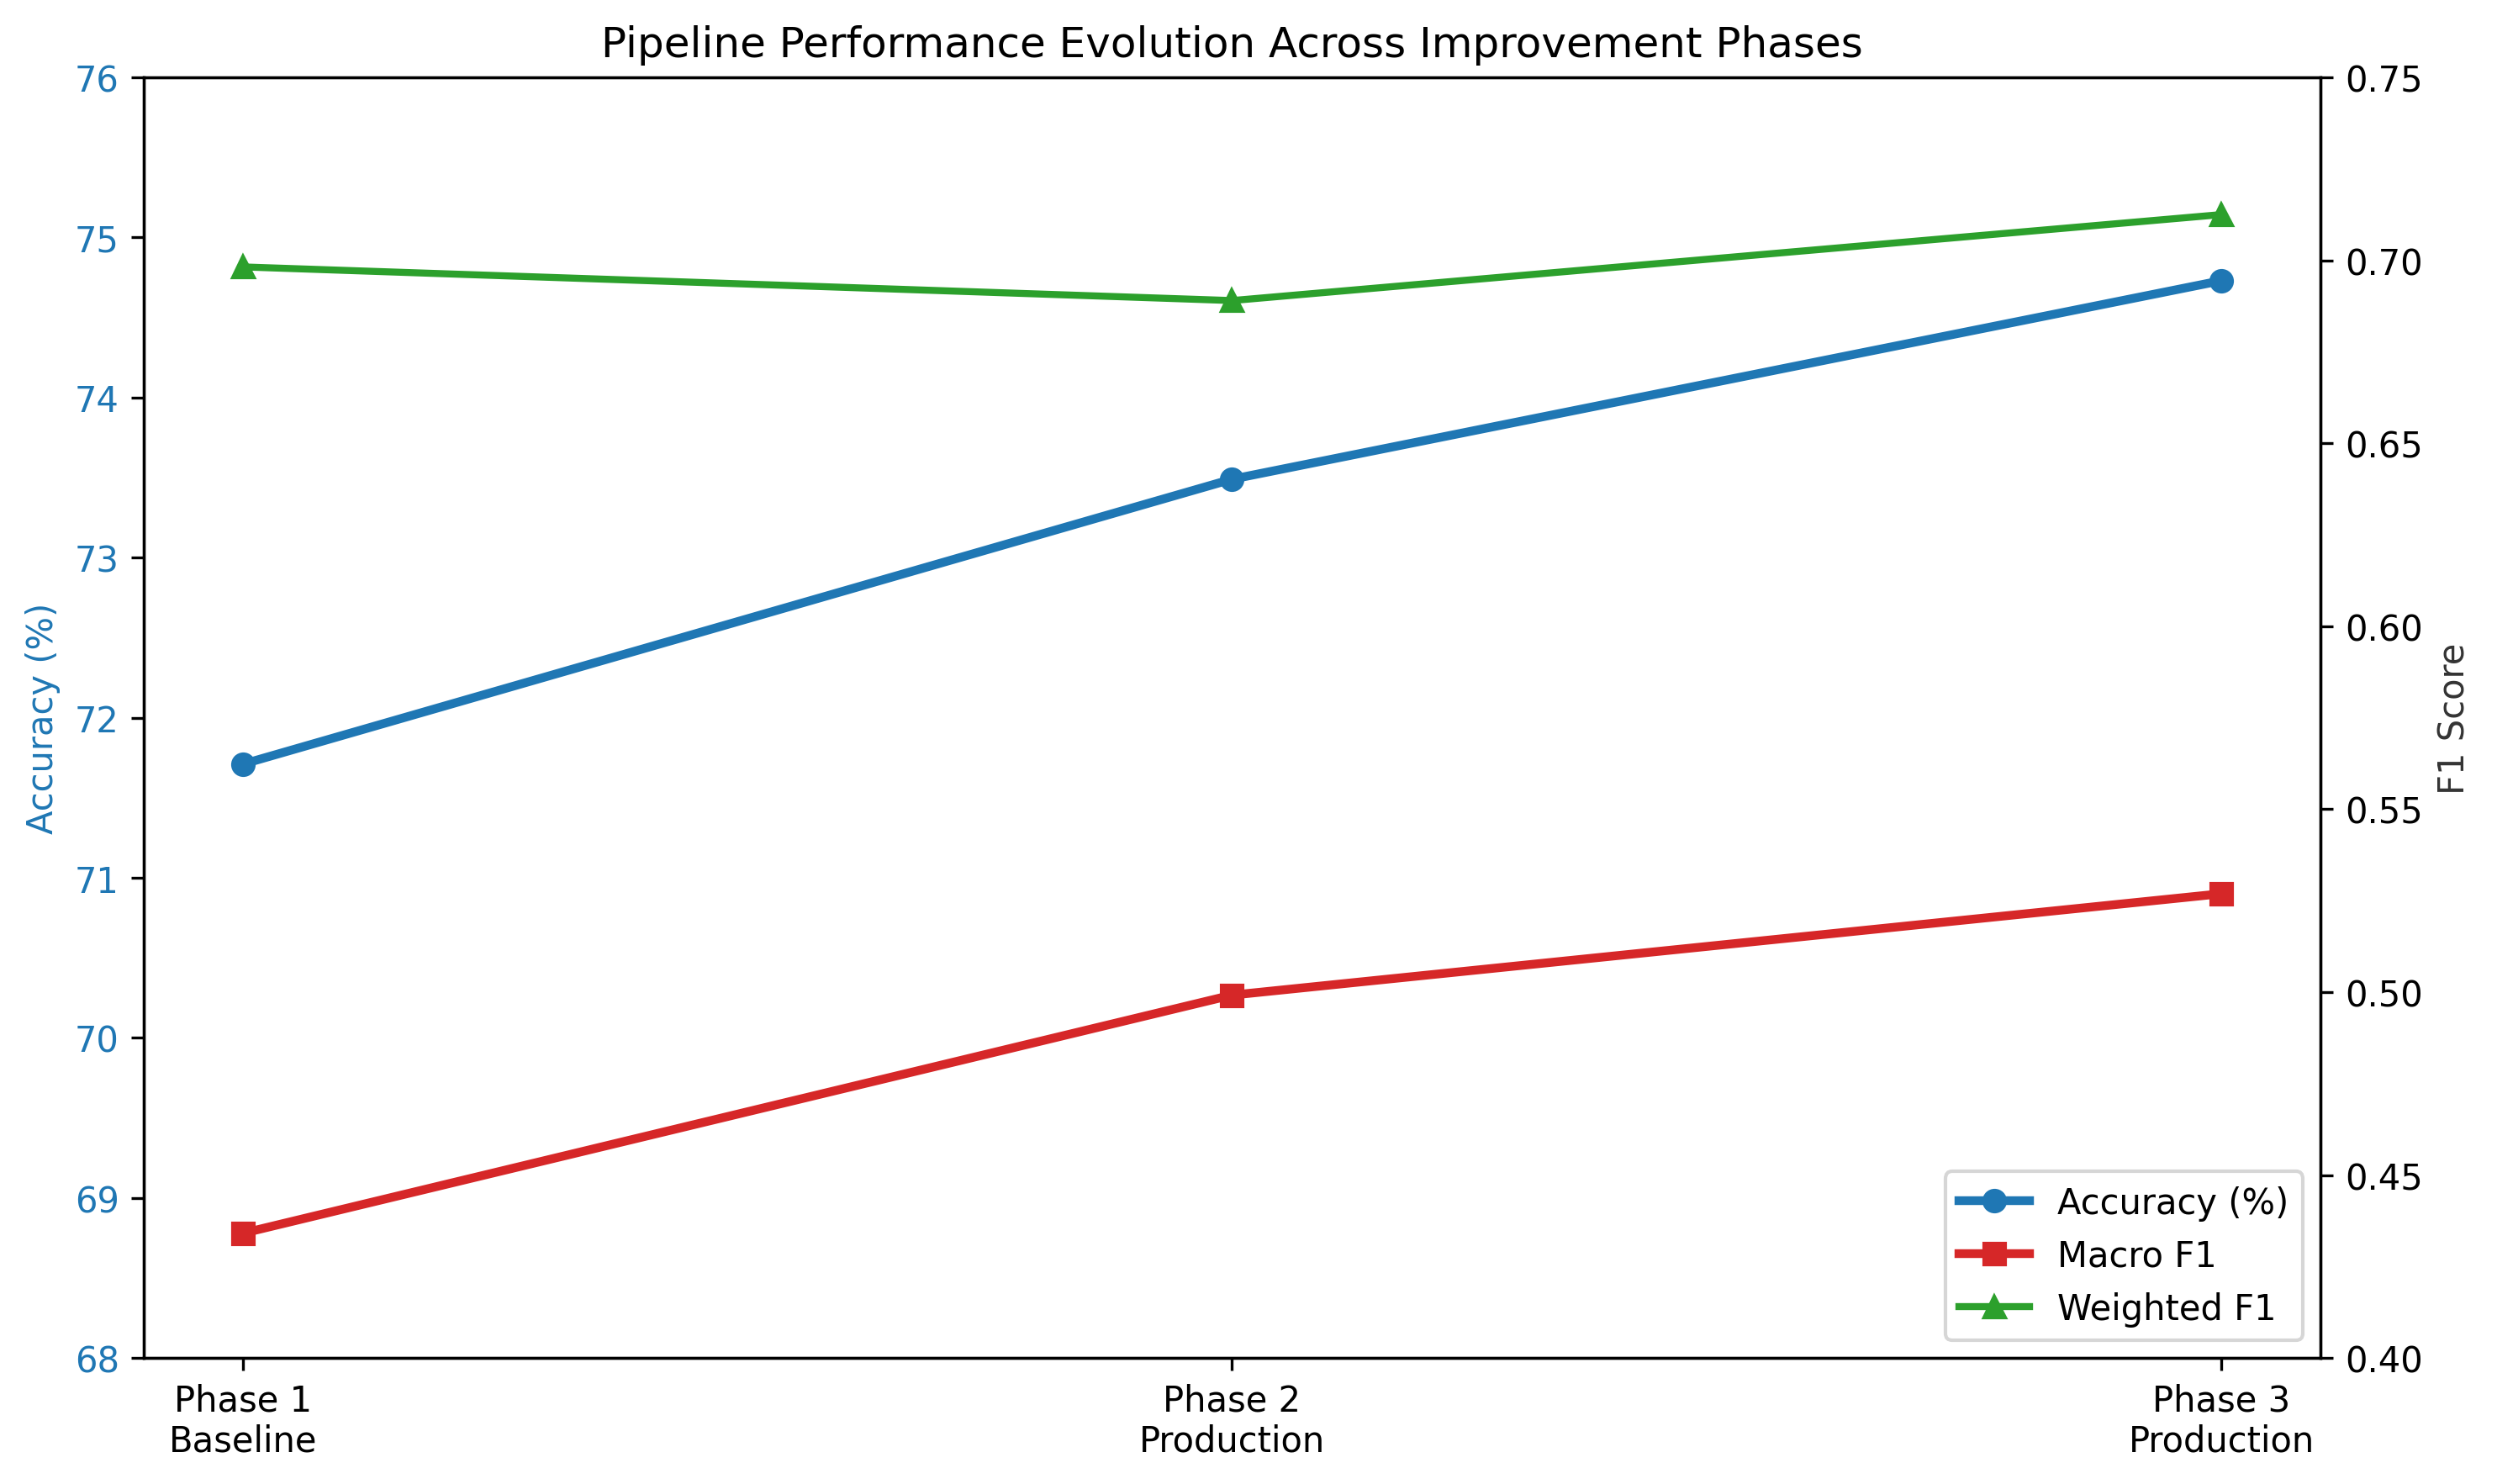 Pipeline Performance Evolution Across Improvement Phases
76
75
74
73
72
71
70
69
68
Accuracy (%)
0.75
0.70
0.65
0.60
0.55
0.50
0.45
0.40
F1 Score
Accuracy (%)
Macro F1
Weighted F1
Phase 1
Baseline
Phase 2
Production
Phase 3
Production